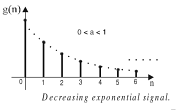 g(n)
0 < a < 1
0 1 2 3 4 5 6 n
Decreasing exponential signal.